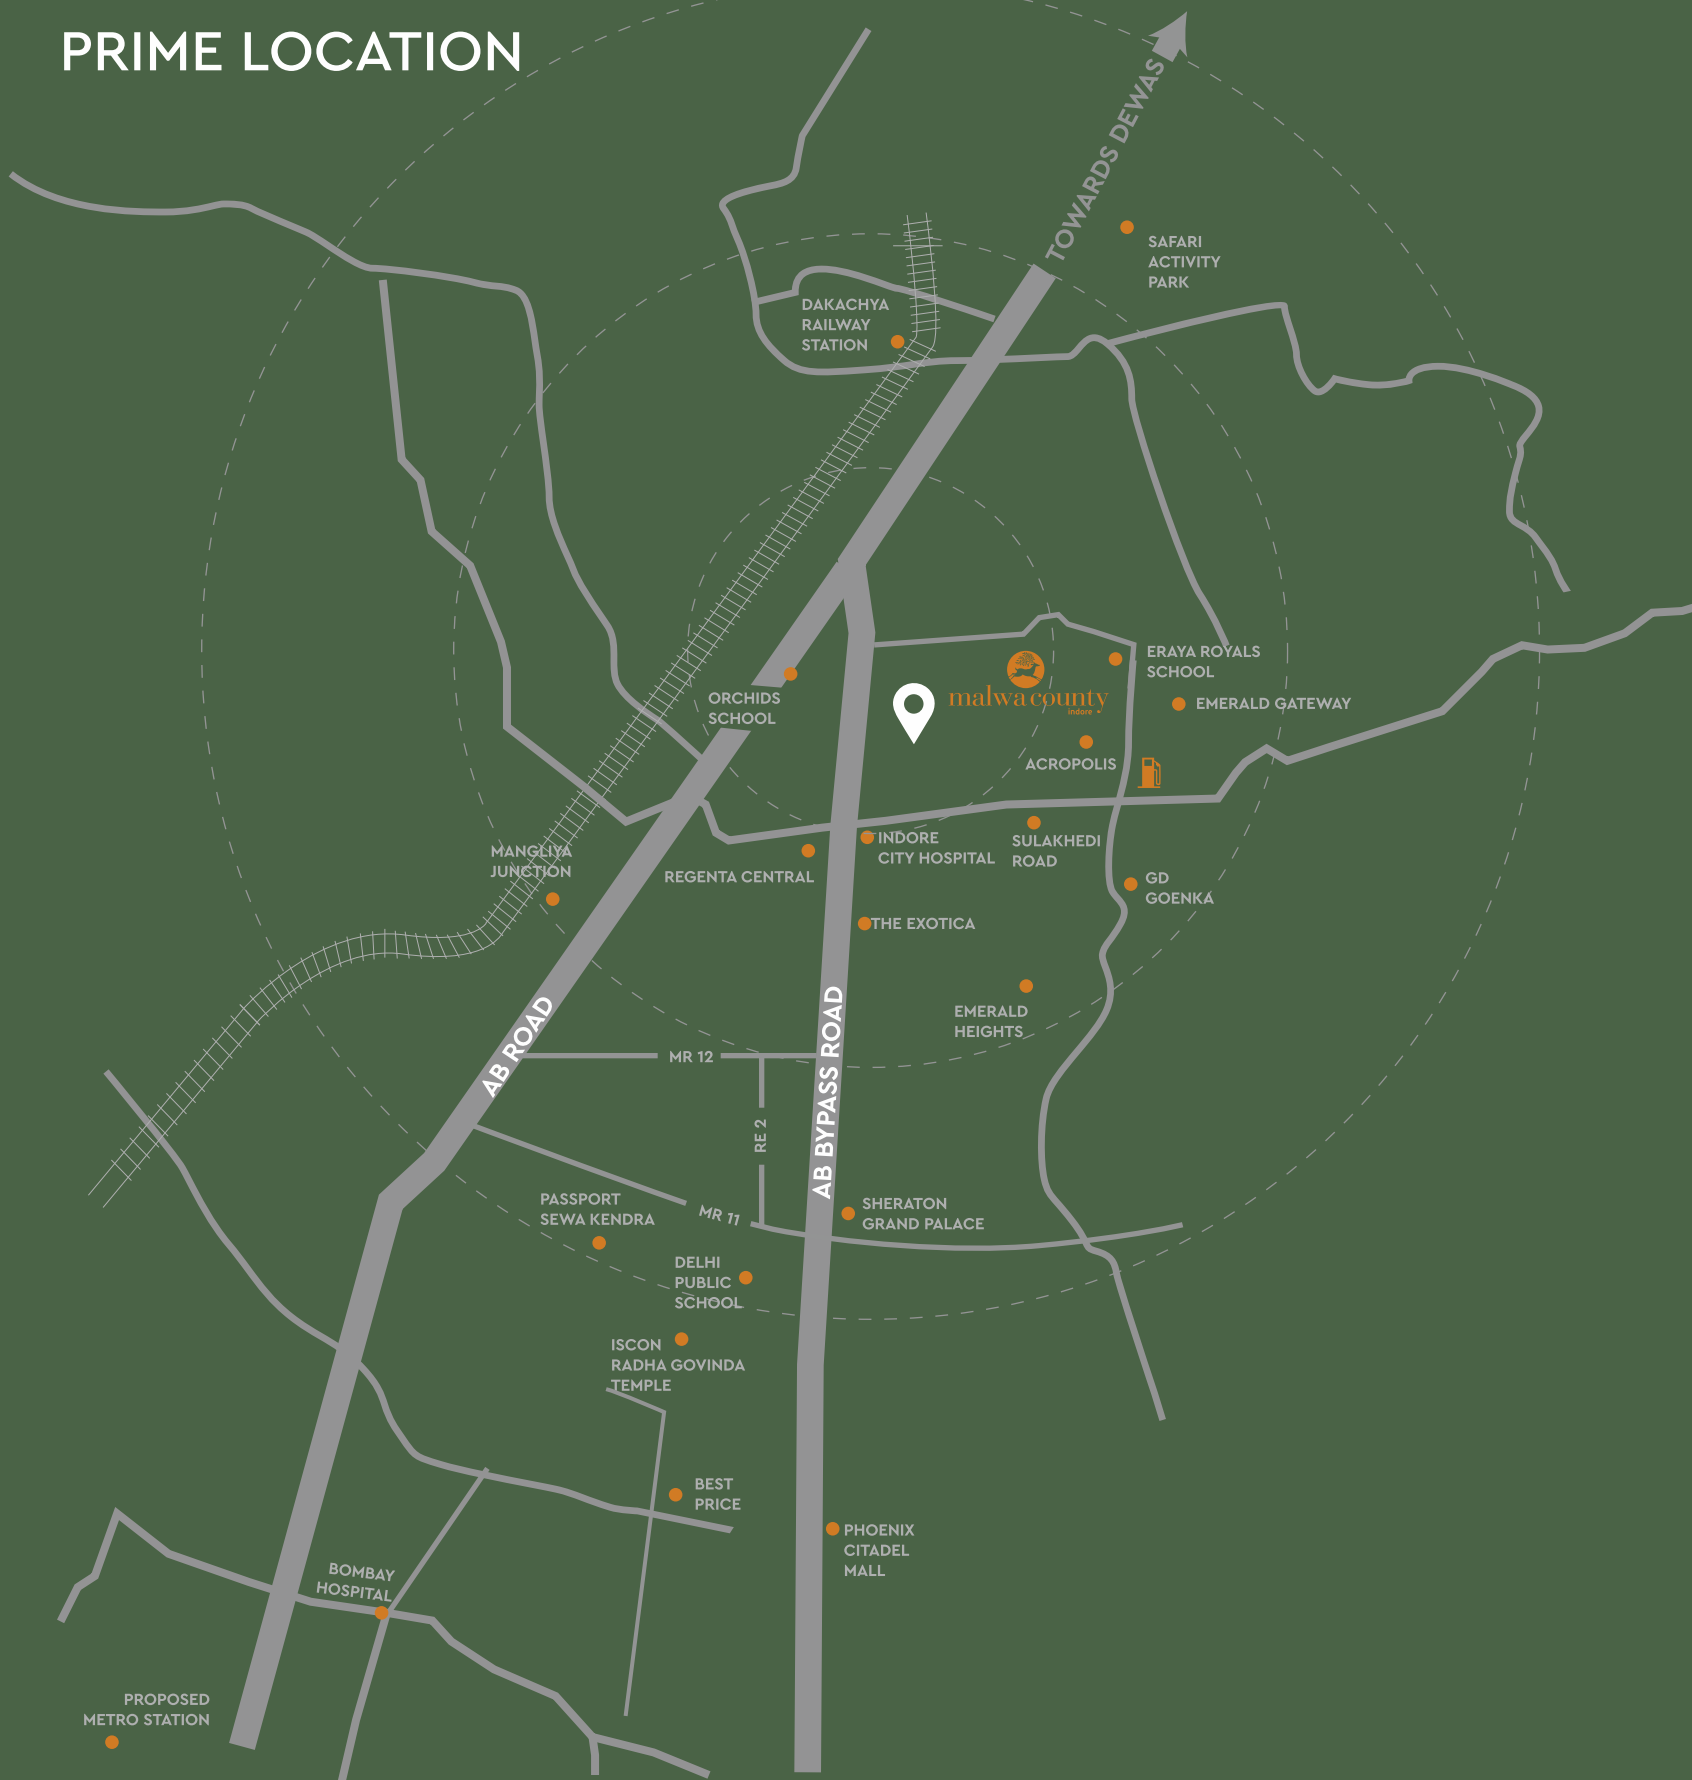 PRIME LOCATION
TOWARDS DEWAS
SAFARI
ACTIVITY
PARK
DAKACHYA
RAILWAY
STATION
ERAYA ROYALS
SCHOOL
malwa county
indore
ORCHIDS
SCHOOL
EMERALD GATEWAY
ACROPOLIS
MANGLIYA
JUNCTION
REGENTA CENTRAL
INDORE
CITY HOSPITAL
SULAKHEDI
ROAD
GD
GOENKA
THE EXOTICA
EMERALD
HEIGHTS
AB ROAD
AB BYPASS ROAD
MR 12
RE 2
MR 11
PASSPORT
SEWA KENDRA
SHERATON
GRAND PALACE
DELHI
PUBLIC
SCHOOL
ISCON
RADHA GOVINDA
TEMPLE
BEST
PRICE
PHOENIX
CITADEL
MALL
BOMBAY
HOSPITAL
PROPOSED
METRO STATION